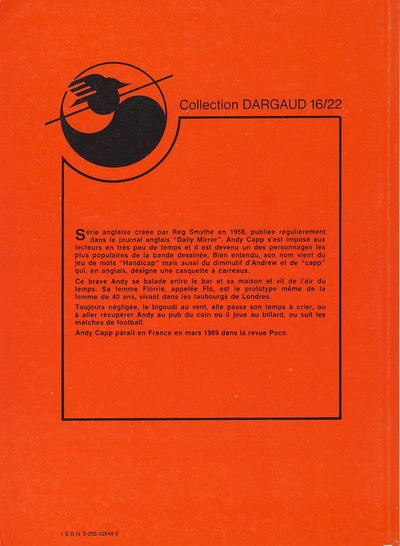 Collection DARGAUD 16/22
Série anglaise créée par Reg Smythe en 1958, publiée régulièrement
dans le journal anglais "Daily Mirror". Andy Capp s'est imposé aux
lecteurs en très peu de temps et il est devenu un des personnages les
plus populaires de la bande dessinée. Bien entendu, son nom vient du
jeu de mots "Handicap" mais aussi du diminutif d'Andrew et de "capp"
qui, en anglais, désigne une casquette à carreaux.
Ce brave Andy se balade entre le bar et sa maison et vit de l'air du
temps. Sa femme Florrie, appelée Flo, est le prototype même de la
femme de 40 ans, vivant dans les faubourgs de Londres.
Toujours négligée, le bigoudi au vent, elle passe son temps à crier, ou
à aller récupérer Andy au pub du coin où il joue au billard, ou suit les
matches de football.
Andy Capp paraît en France en mars 1969 dans la revue Poco.
ISBN 2-205-02644-5